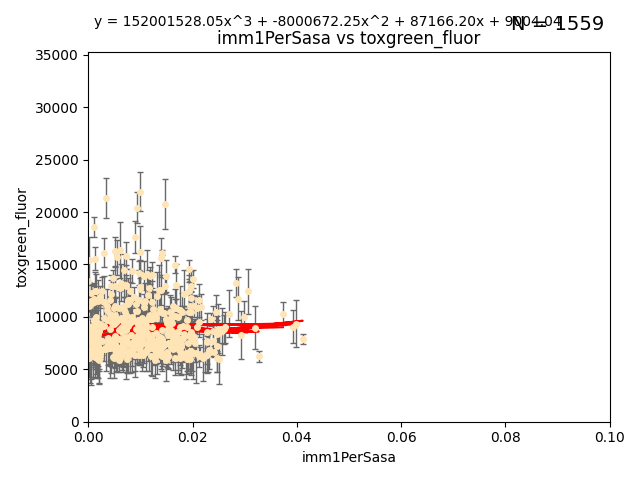 y = 152001528.05x^3 + -8000672.25x^2 + 87166.20x + 9004.04
N = 1559
imm1PerSasa vs toxgreen_fluor
35000
30000
25000
20000
15000
10000
5000
0
toxgreen_fluor
0.00 0.02 0.04 0.06 0.08 0.10
imm1PerSasa